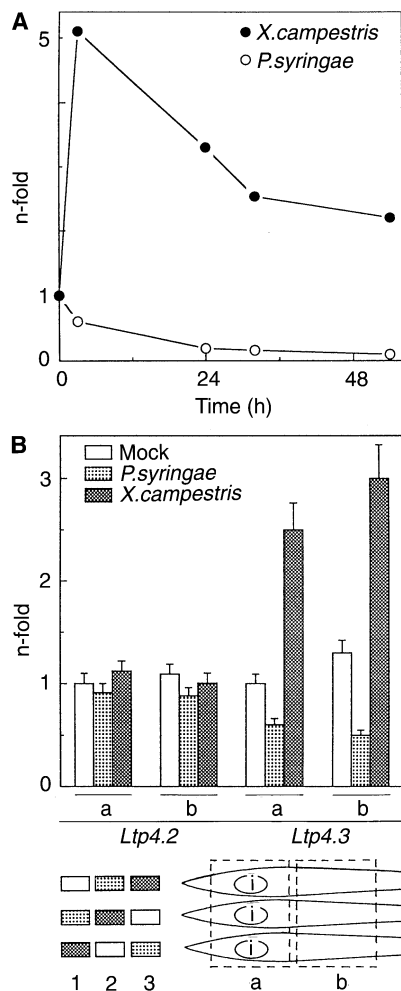 A
5
X.campestris
P.syringae
n-fold
1
0
0 24 48
Time (h)
B
Mock
P.syringae
X.campestris
3
2
n-fold
1
0
a b a b
Ltp4.2 Ltp4.3
i
i
i
1 2 3 a b